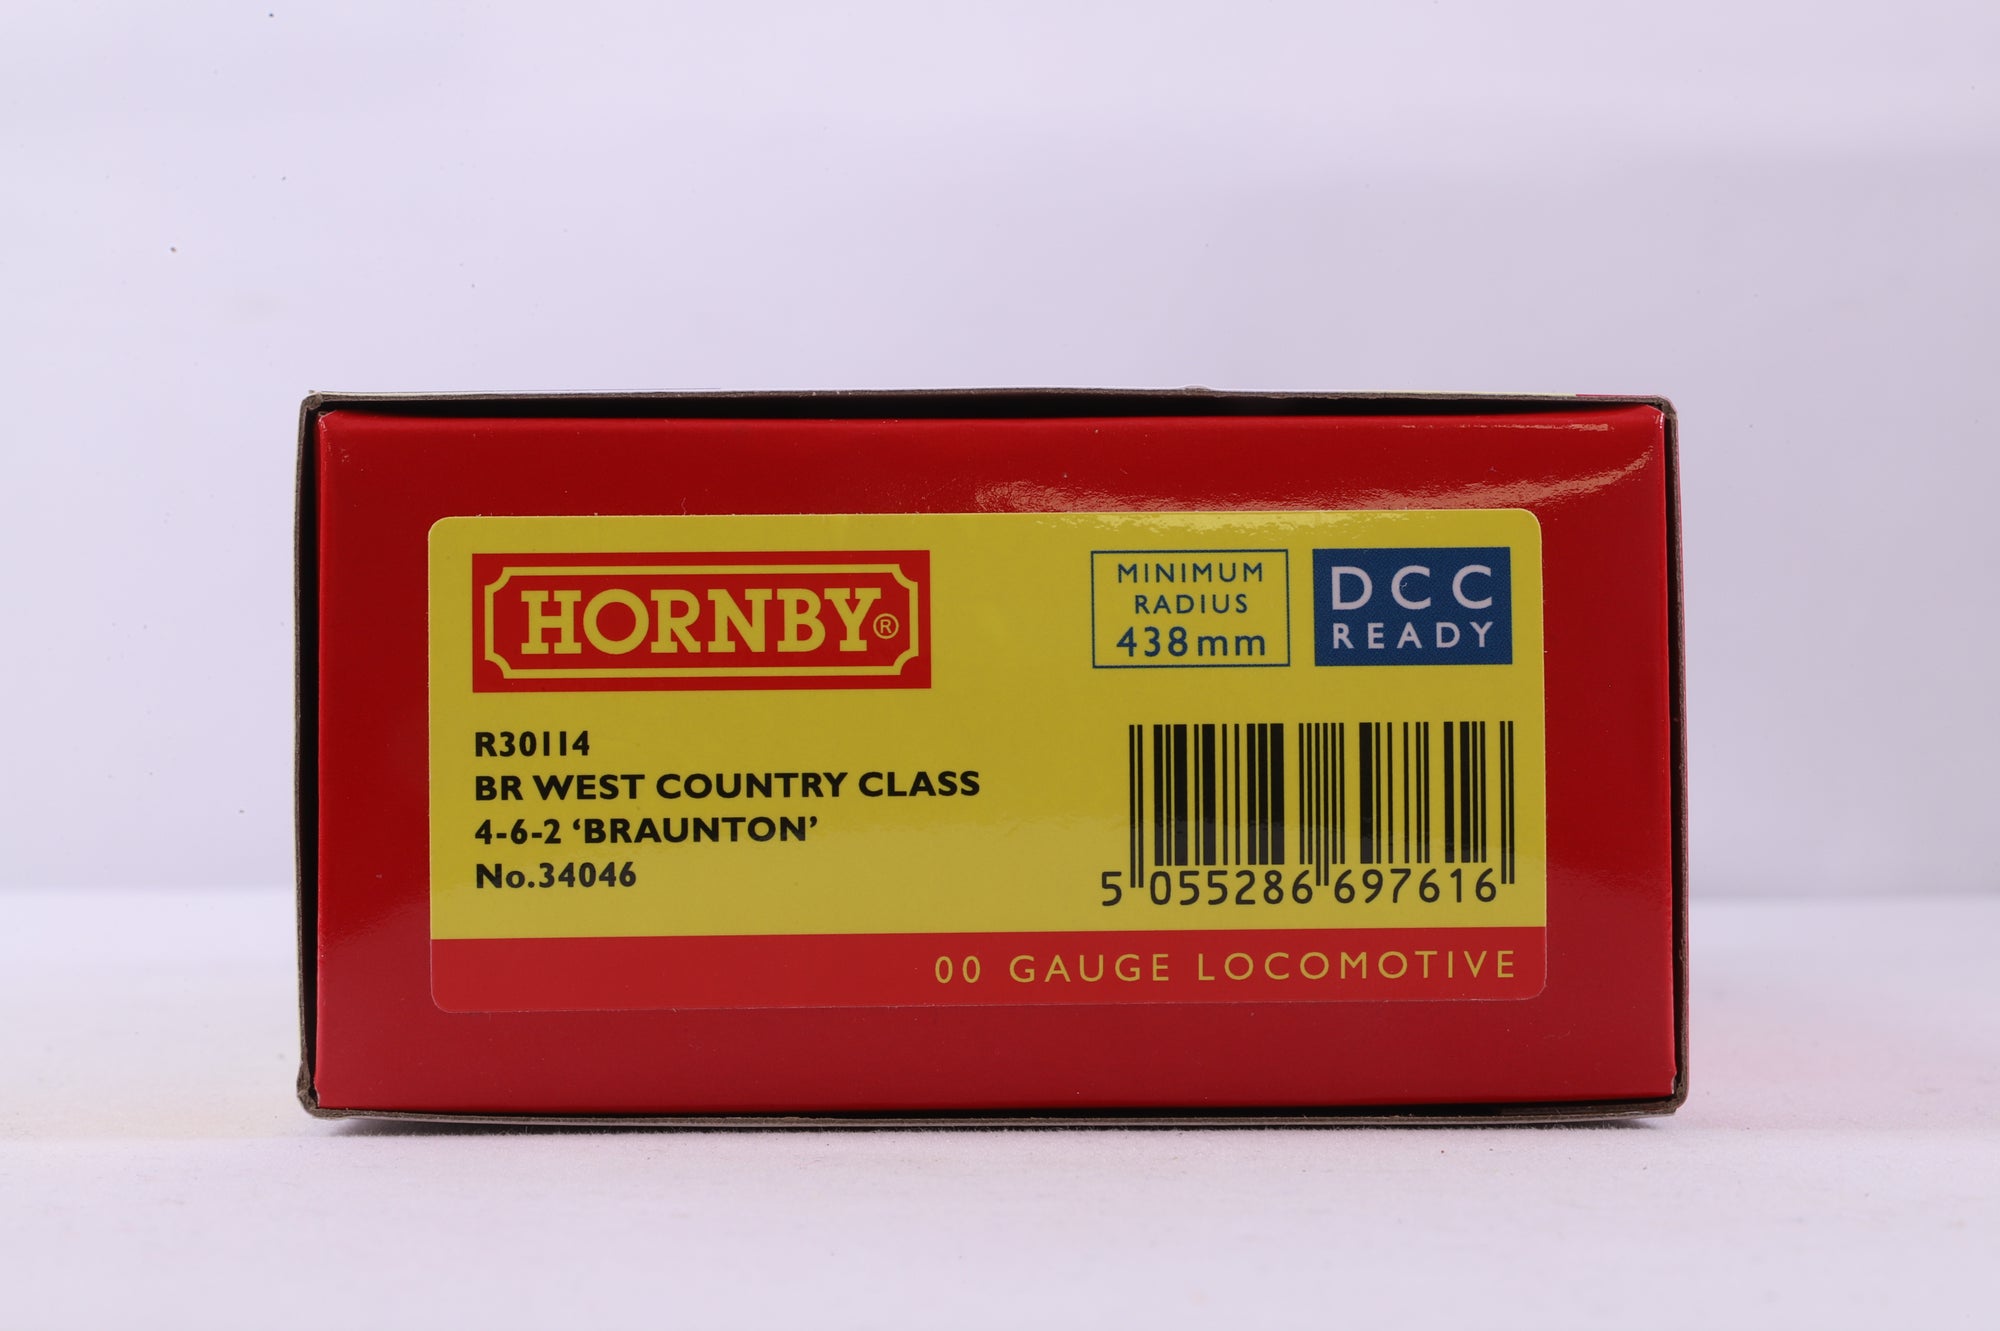 HORNBY®
MINIMUM
RADIUS
438mm
DCC
READY
R30114
BR WEST COUNTRY CLASS
4-6-2 ‘BRAUNTON’
No.34046
5 055286 697616
00 GAUGE LOCOMOTIVE